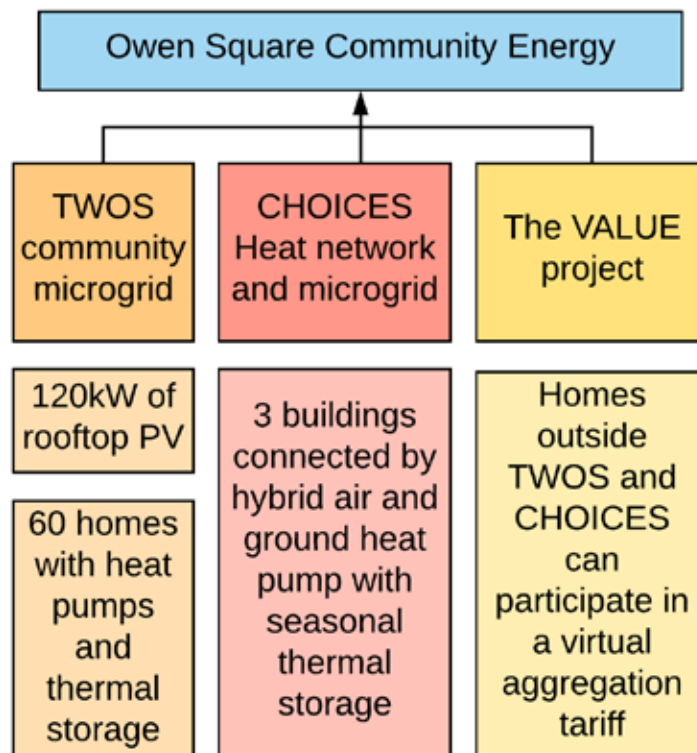 Owen Square Community Energy
TWOS
community
microgrid
CHOICES
Heat network
and microgrid
The VALUE
project
120kW of
rooftop PV
60 homes
with heat
pumps
and
thermal
storage
3 buildings
connected by
hybrid air and
ground heat
pump with
seasonal
thermal
storage
Homes
outside
TWOS and
CHOICES
can
participate in
a virtual
aggregation
tariff